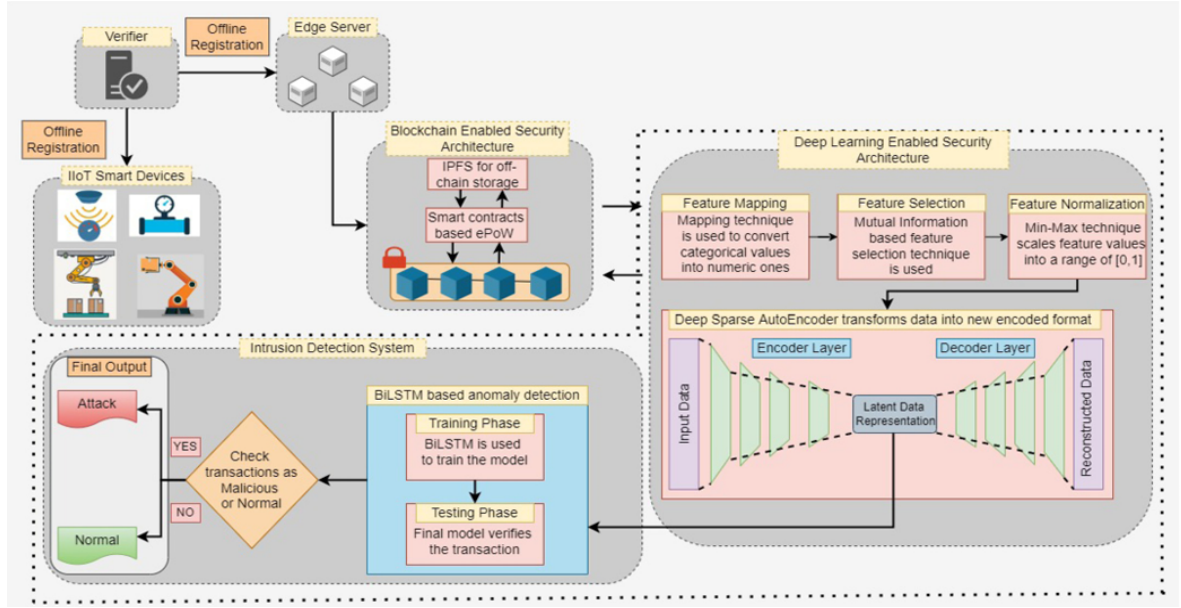 Verifier
Offline
Registration
Edge Server
Offline
Registration
IIoT Smart Devices
Blockchain Enabled Security
Architecture
IPFS for off-
chain storage
Smart contracts
based ePoW
Deep Learning Enabled Security
Architecture
Feature Mapping
Mapping technique
is used to convert
categorical values
into numeric ones
Feature Selection
Mutual Information
based feature
selection technique
is used
Feature Normalization
Min-Max technique
scales feature values
into a range of [0,1]
Deep Sparse AutoEncoder transforms data into new encoded format
Encoder Layer
Decoder Layer
Input Data
Latent Data
Representation
Reconstructed Data
Intrusion Detection System
Final Output
Attack
Normal
YES
NO
Check
transactions as
Malicious
or Normal
BiLSTM based anomaly detection
Training Phase
BiLSTM is used
to train the model
Testing Phase
Final model verifies
the transaction